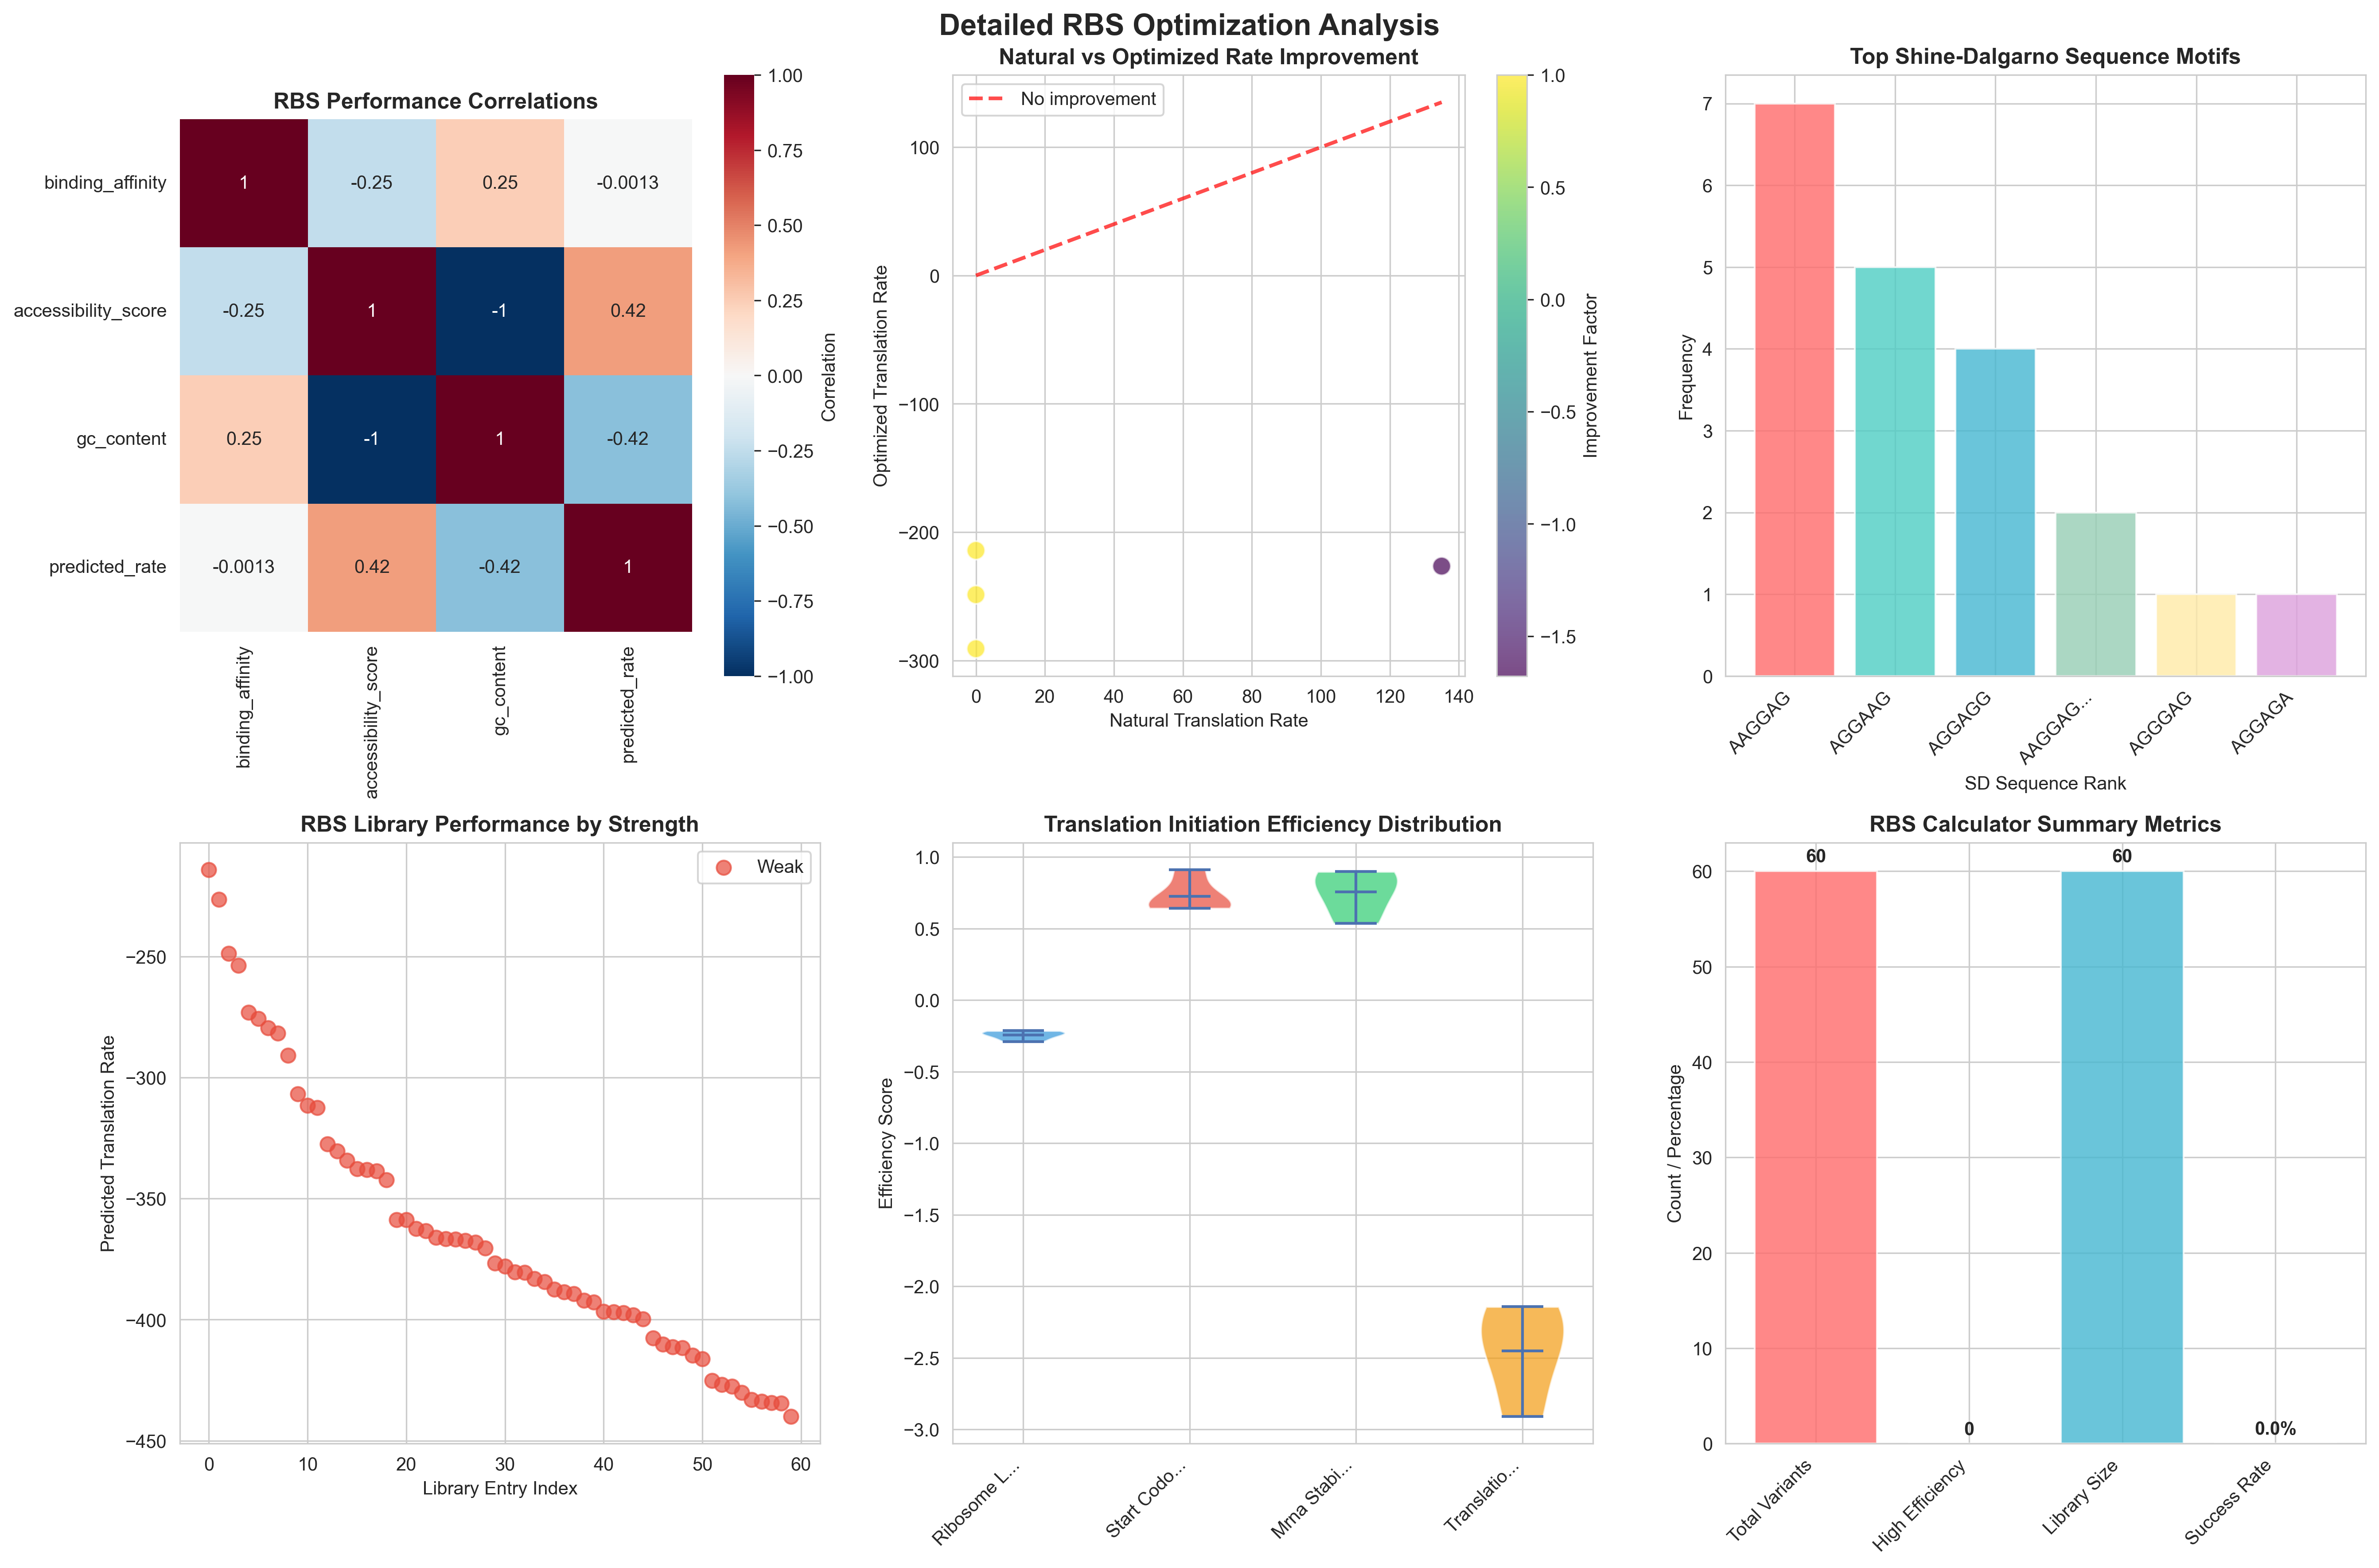 Detailed RBS Optimization Analysis
RBS Performance Correlations
binding_affinity
accessibility_score
gc_content
predicted_rate
1
-0.25
0.25
-0.0013
-0.25
1
-1
0.42
0.25
-1
1
-0.42
-0.0013
0.42
-0.42
1
binding_affinity
accessibility_score
gc_content
predicted_rate
1.00
0.75
0.50
0.25
0.00
−0.25
−0.50
−0.75
−1.00
Correlation
Natural vs Optimized Rate Improvement
No improvement
Optimized Translation Rate
100
0
−100
−200
−300
0
20
40
60
80
100
120
140
Natural Translation Rate
1.0
0.5
0.0
−0.5
−1.0
−1.5
Improvement Factor
Top Shine-Dalgarno Sequence Motifs
Frequency
7
6
5
4
3
2
1
0
AAGGAG
AGGAAG
AGGAGG
AAGGAG...
AGGGAG
AGGAGA
SD Sequence Rank
RBS Library Performance by Strength
Weak
Predicted Translation Rate
−250
−300
−350
−400
−450
0
10
20
30
40
50
60
Library Entry Index
Translation Initiation Efficiency Distribution
Efficiency Score
1.0
0.5
0.0
−0.5
−1.0
−1.5
−2.0
−2.5
−3.0
Ribosome L...
Start Codo...
Mrna Stabi...
Translatio...
RBS Calculator Summary Metrics
Count / Percentage
60
50
40
30
20
10
0
60
0
60
0.0%
Total Variants
High Efficiency
Library Size
Success Rate